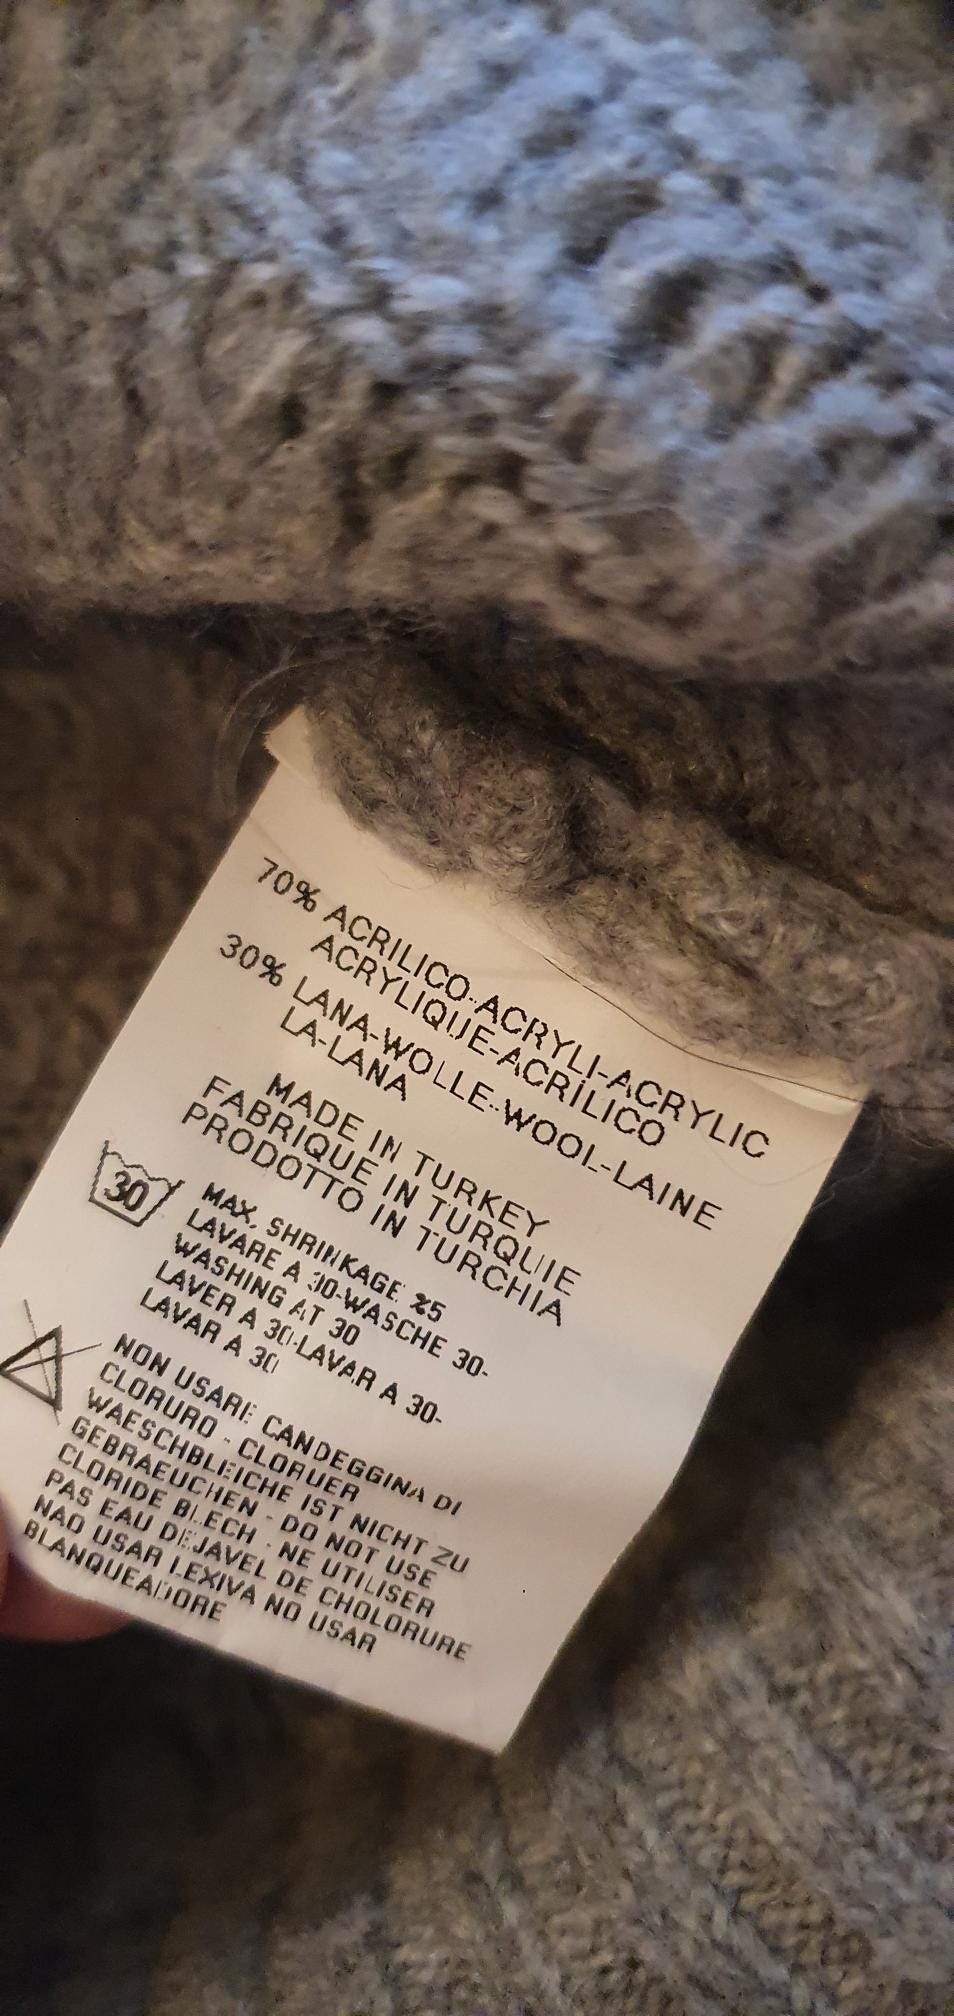 70% ACRILICO-ACRYLI-ACRYLIC
ACRYLIQUE-ACRİLICO
30% LANA-WOLLE-WOOL-LAINE
LA-LANA
MADE IN TURKEY
FABRIQUE IN TURQUIE
PRODOTTO IN TURCHIA
30
MAX. SHRINKAGE %5
LAVARE A 30-WASCHE 30-
WASHING AT 30
LAVER A 30-LAVAR A 30-
LAVAR A 30
NON USARE CANDEGGINA DI
CLORURO - CLORUER
WAESCHBLEICHE IST NICHT ZU
GEBRAEUCHEN - DO NOT USE
CLORIDE BLECH - NE UTILISER
PAS EAU DEJAVEL DE CHOLORURE
NAO USAR LEXIVA NO USAR
BLANQUEADORE